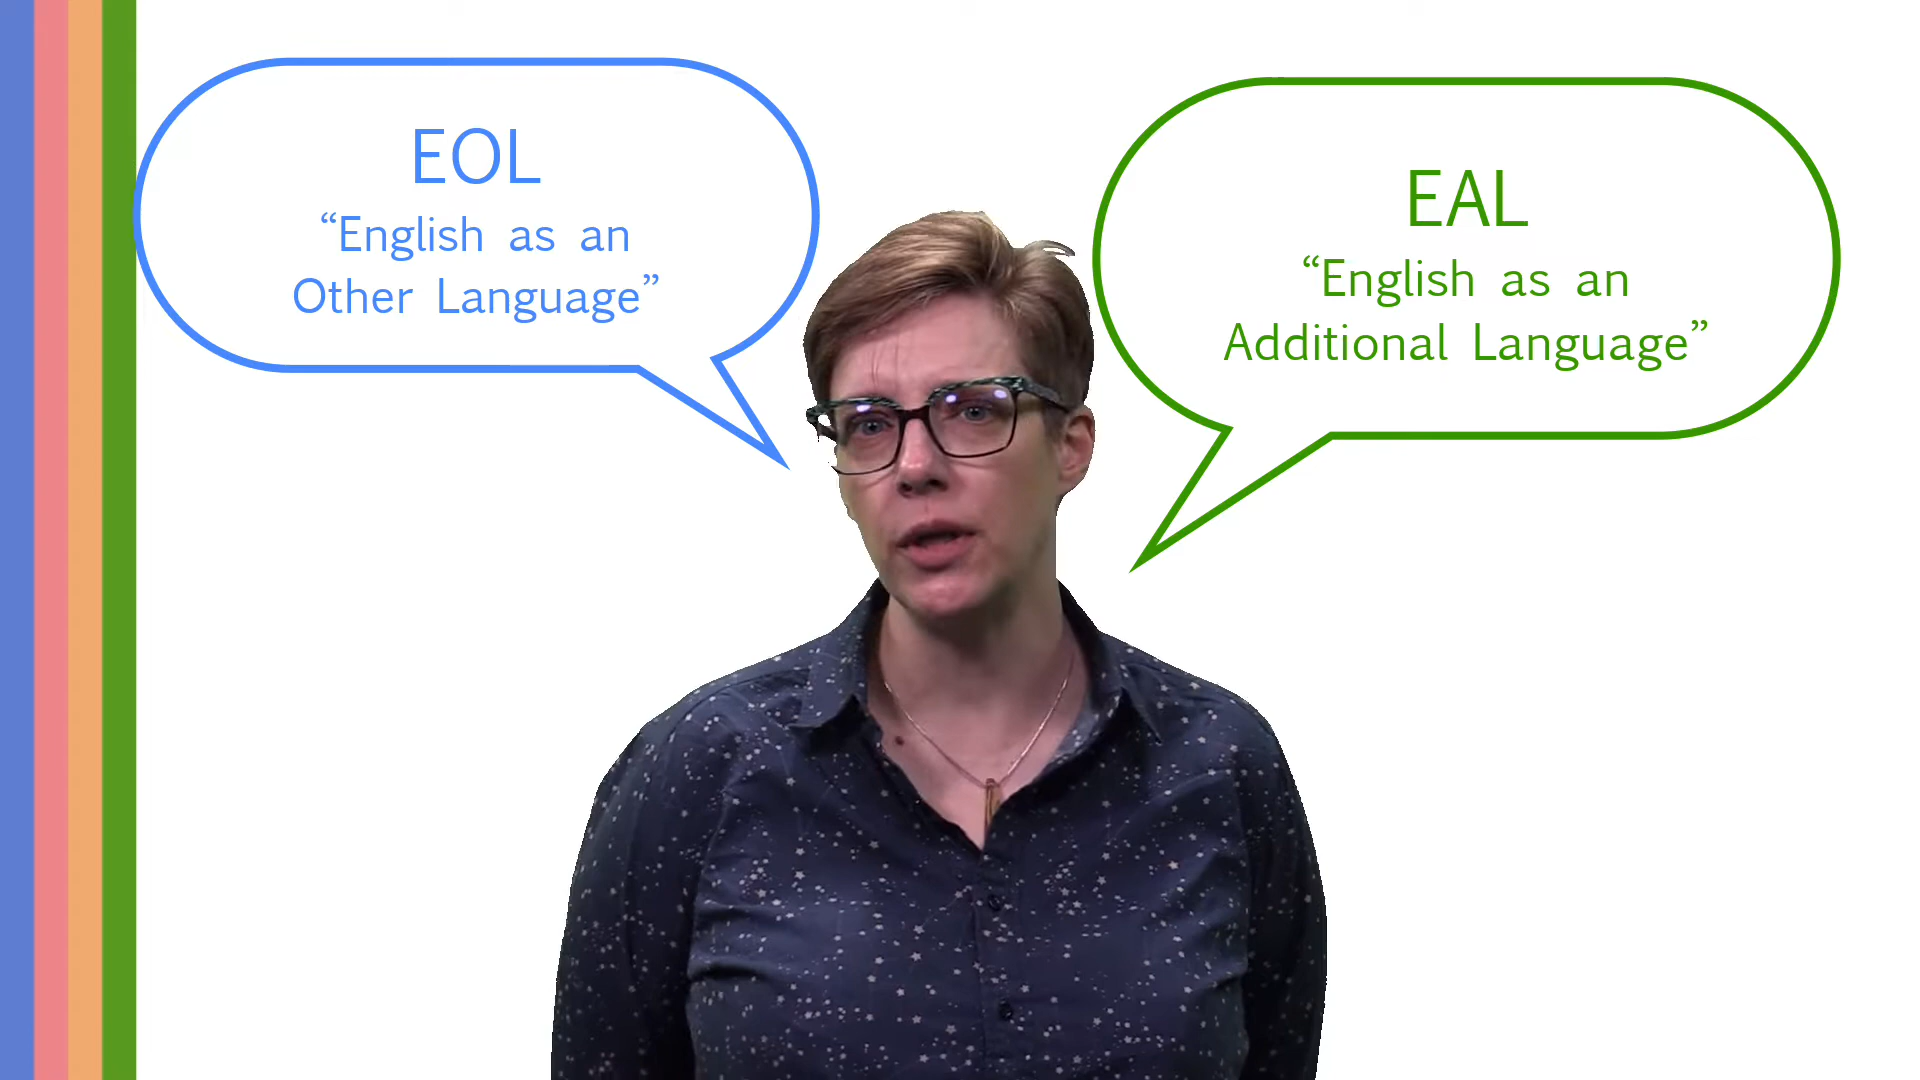 EOL
“English as an
Other Language”
EAL
“English as an
Additional Language”